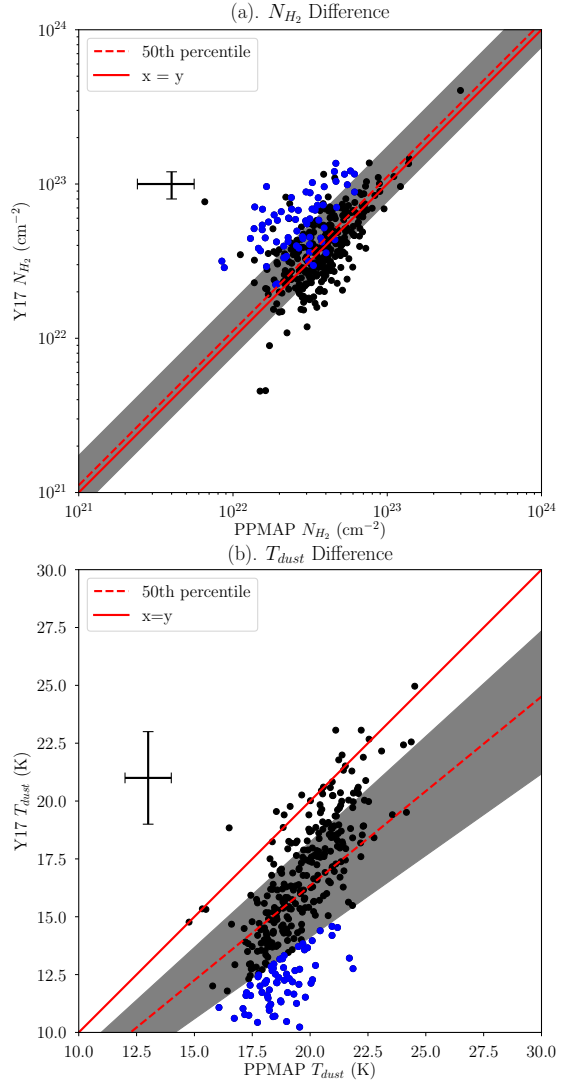 (a). N_{H_2} Difference
10^{24}
50th percentile
x = y
10^{23}
Y17 N_{H_2} (cm^{-2})
10^{22}
10^{21}
10^{21} 10^{22} 10^{23} 10^{24}
PPMAP N_{H_2} (cm^{-2})
(b). T_{dust} Difference
30.0
50th percentile
x=y
27.5
25.0
22.5
Y17 T_{dust} (K)
20.0
17.5
15.0
12.5
10.0
10.0 12.5 15.0 17.5 20.0 22.5 25.0 27.5 30.0
PPMAP T_{dust} (K)